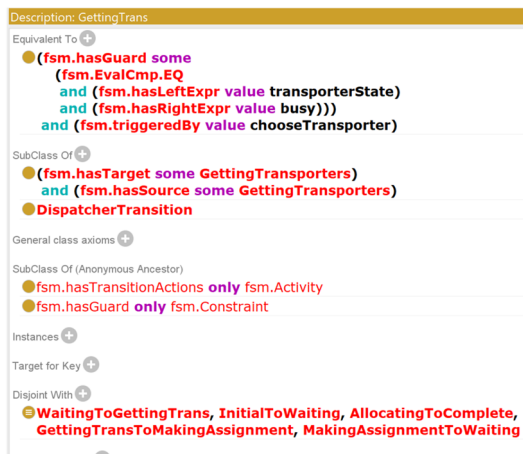 Description: GettingTrans
Equivalent To
(fsm.hasGuard some
(fsm.EvalCmp.EQ
and (fsm.hasLeftExpr value transporterState)
and (fsm.hasRightExpr value busy)))
and (fsm.triggeredBy value chooseTransporter)
SubClass Of
(fsm.hasTarget some GettingTransporters)
and (fsm.hasSource some GettingTransporters)
DispatcherTransition
General class axioms
SubClass Of (Anonymous Ancestor)
fsm.hasTransitionActions only fsm.Activity
fsm.hasGuard only fsm.Constraint
Instances
Target for Key
Disjoint With
WaitingToGettingTrans, InitialToWaiting, AllocatingToComplete,
GettingTransToMakingAssignment, MakingAssignmentToWaiting